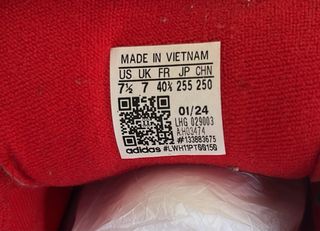 MADE IN VIETNAM
US UK FR JP CHN
7½ 7 40⅔ 255 250
01/24
LHG 029003
AH03474
#133883675
adidas #LWH11PTGG15G